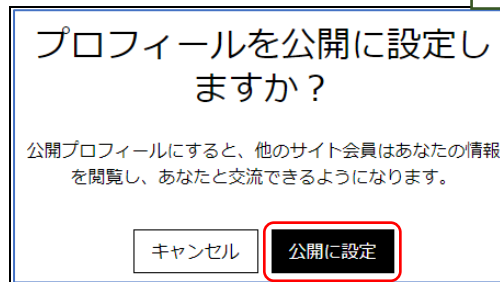 プロフィールを公開に設定し
ますか？
公開プロフィールにすると、他のサイト会員はあなたの情報
を閲覧し、あなたと交流できるようになります。
キャンセル 公開に設定